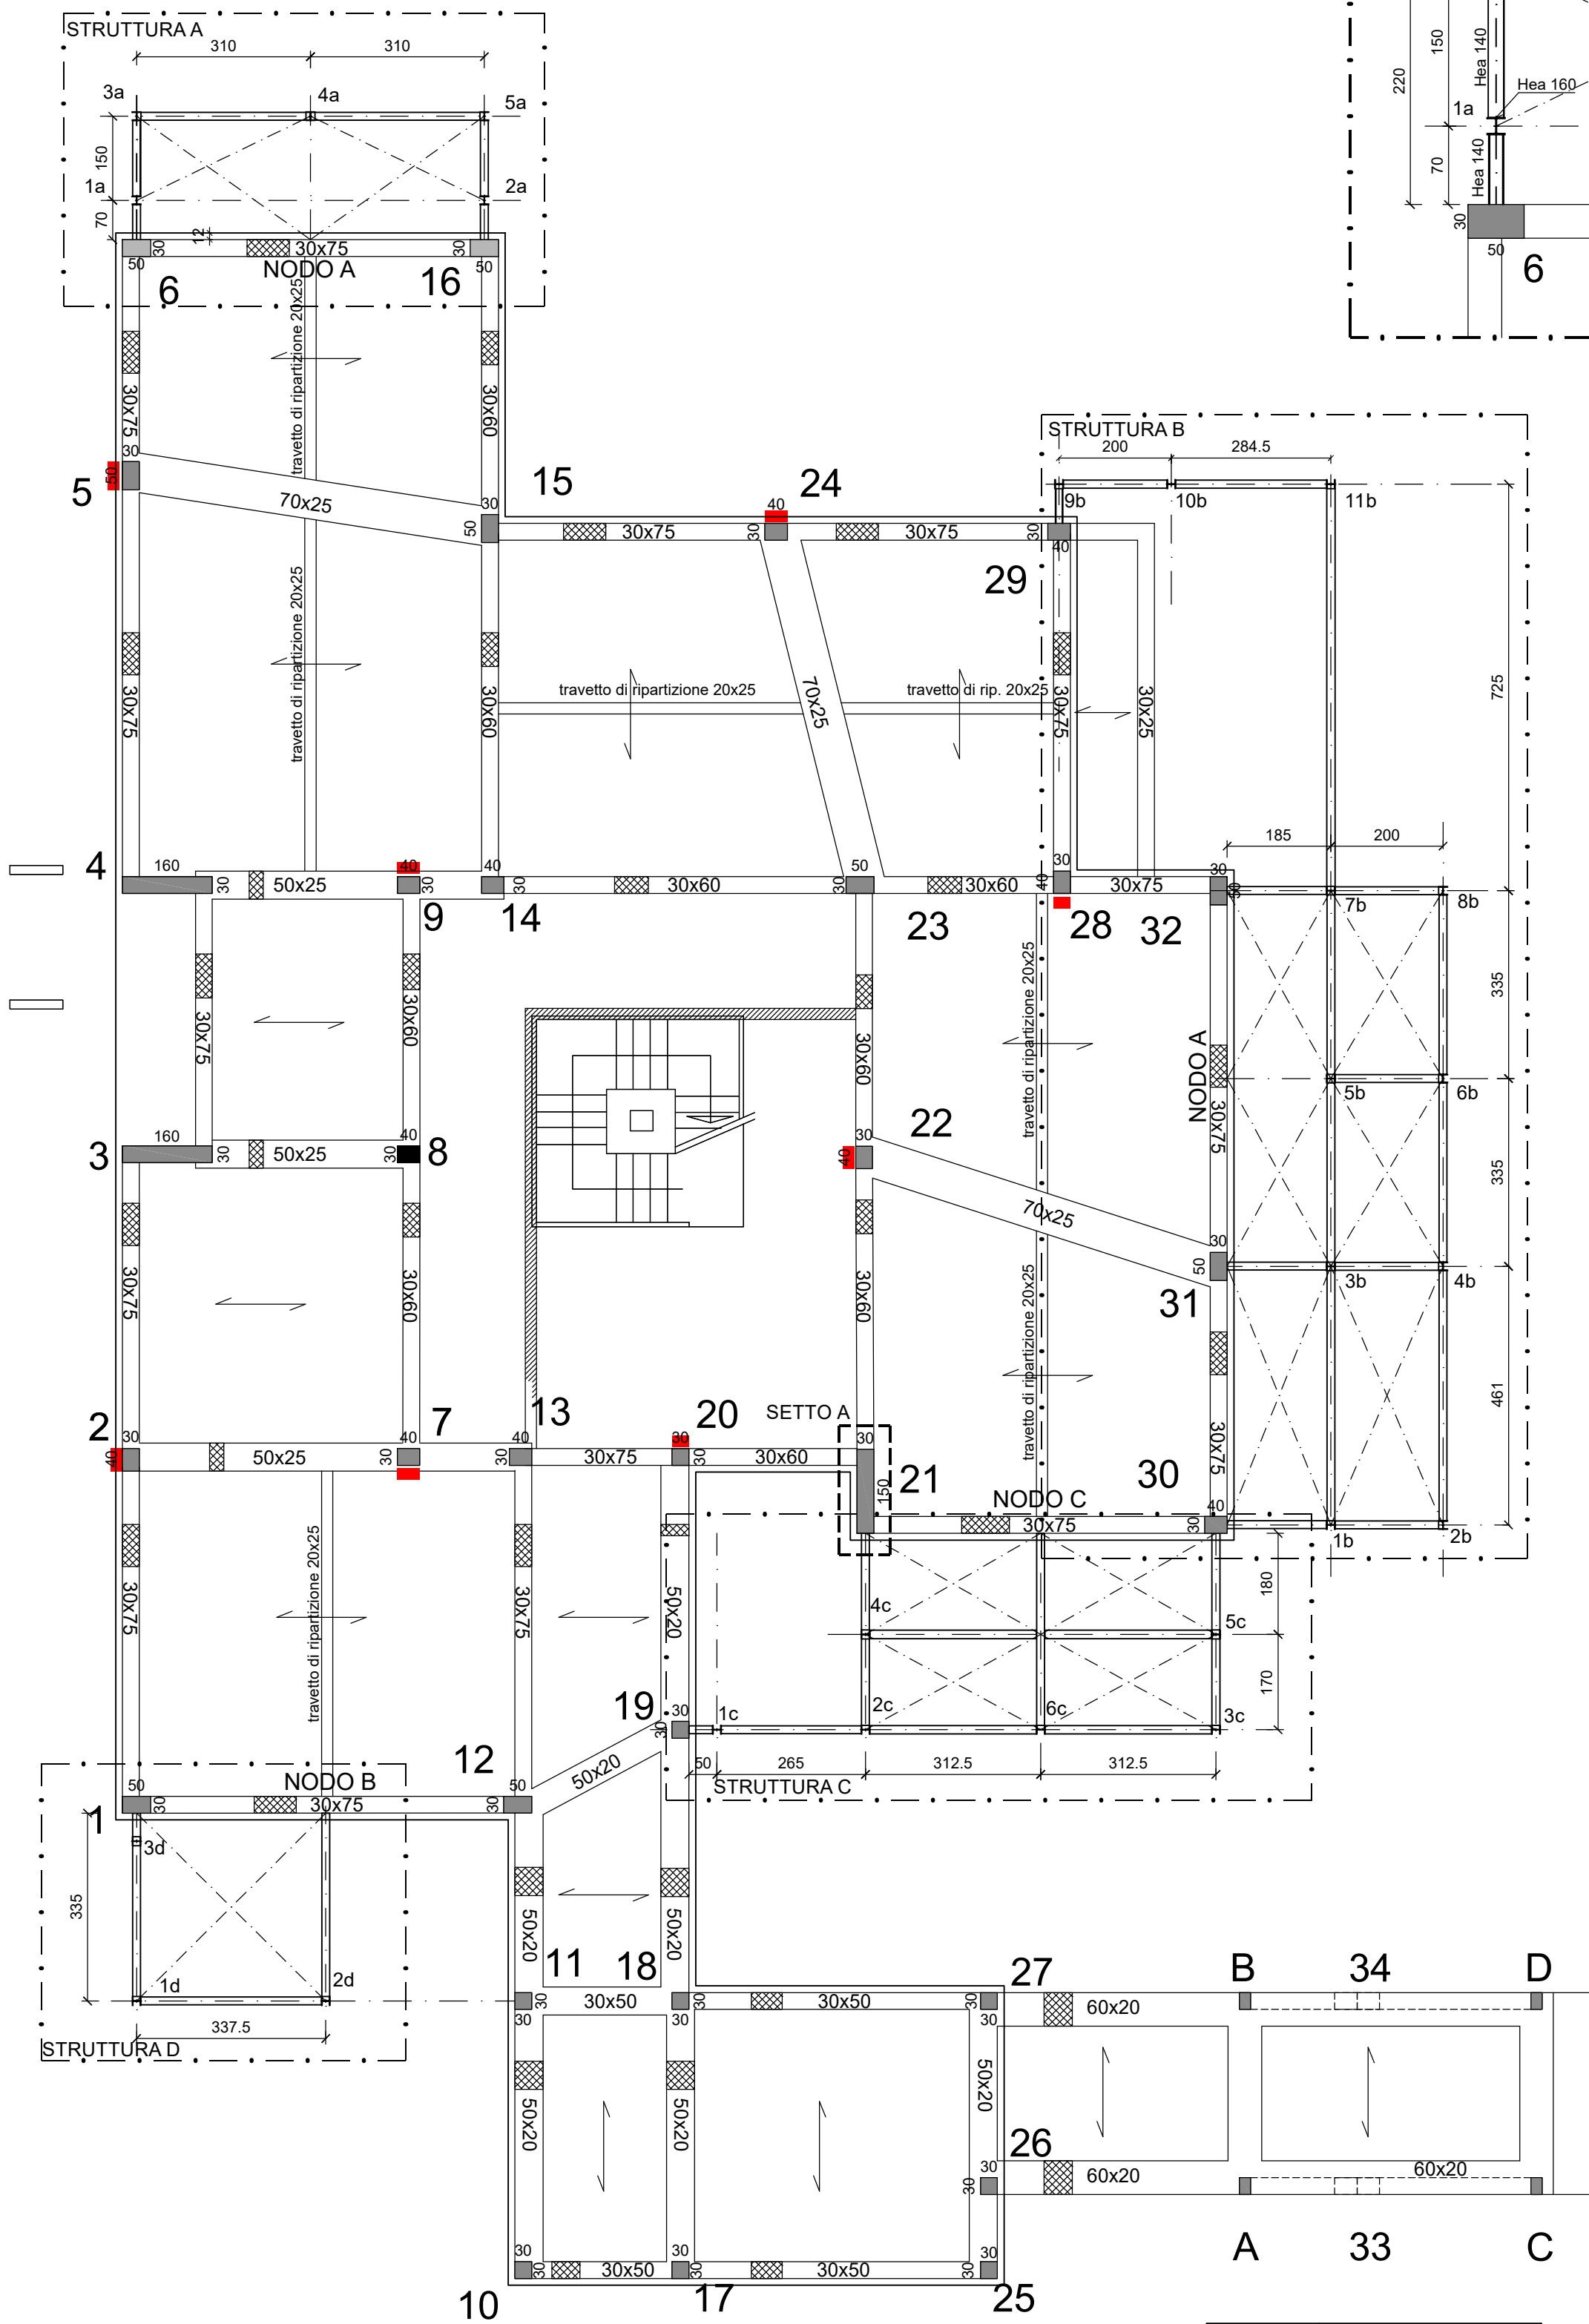 STRUTTURA A
310
310
3a
4a
5a
150
1a
2a
70
12
30
30
30x75
50
50
NODO A
6
16
150
Hea 140
220
Hea 160
1a
70
Hea 140
30
50
6
travetto di ripartizione 20x25
30x75
30x60
30
50
5
70x25
30
50
15
24
40
30x75
30
30x75
30
40
29
STRUTTURA B
200
284.5
9b
10b
11b
travetto di ripartizione 20x25
30x75
30x60
travetto di ripartizione 20x25
70x25
travetto di rip. 20x25
30x75
30x25
725
185
200
4
160
30
50x25
40
30
9
40
30
14
30x60
50
30
23
30x60
30
40
28
30x75
32
30
50
7b
8b
30x75
30x60
30x60
travetto di ripartizione 20x25
NODO A
30x75
335
5b
6b
3
160
30
50x25
40
30
8
22
30
40
70x25
335
30
50
31
3b
4b
30x75
30x60
30x60
travetto di ripartizione 20x25
30x75
461
2
30
40
50x25
7
40
30
13
30
30x75
20
30
30
30x60
SETTO A
30
21
150
NODO C
30x75
30
40
30
1b
2b
30x75
travetto di ripartizione 20x25
30x75
50x20
4c
5c
180
170
19
30
30
1c
2c
6c
3c
50
265
312.5
312.5
STRUTTURA C
12
50x20
NODO B
50
30
30x75
50
30
1
3d
335
1d
2d
337.5
STRUTTURA D
50x20
50x20
11
18
30
30x50
30
30
30
30x50
30
30
27
60x20
B
34
D
50x20
50x20
50x20
26
30
30
60x20
60x20
A
33
C
30
30
30x50
30
30
30x50
30
30
10
17
25